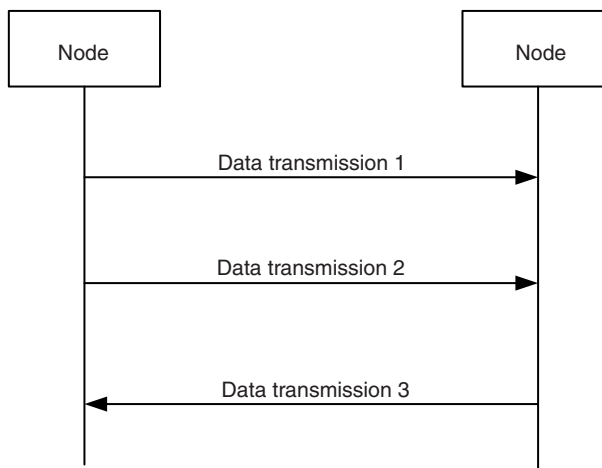 Node
Node
Data transmission 1
Data transmission 2
Data transmission 3